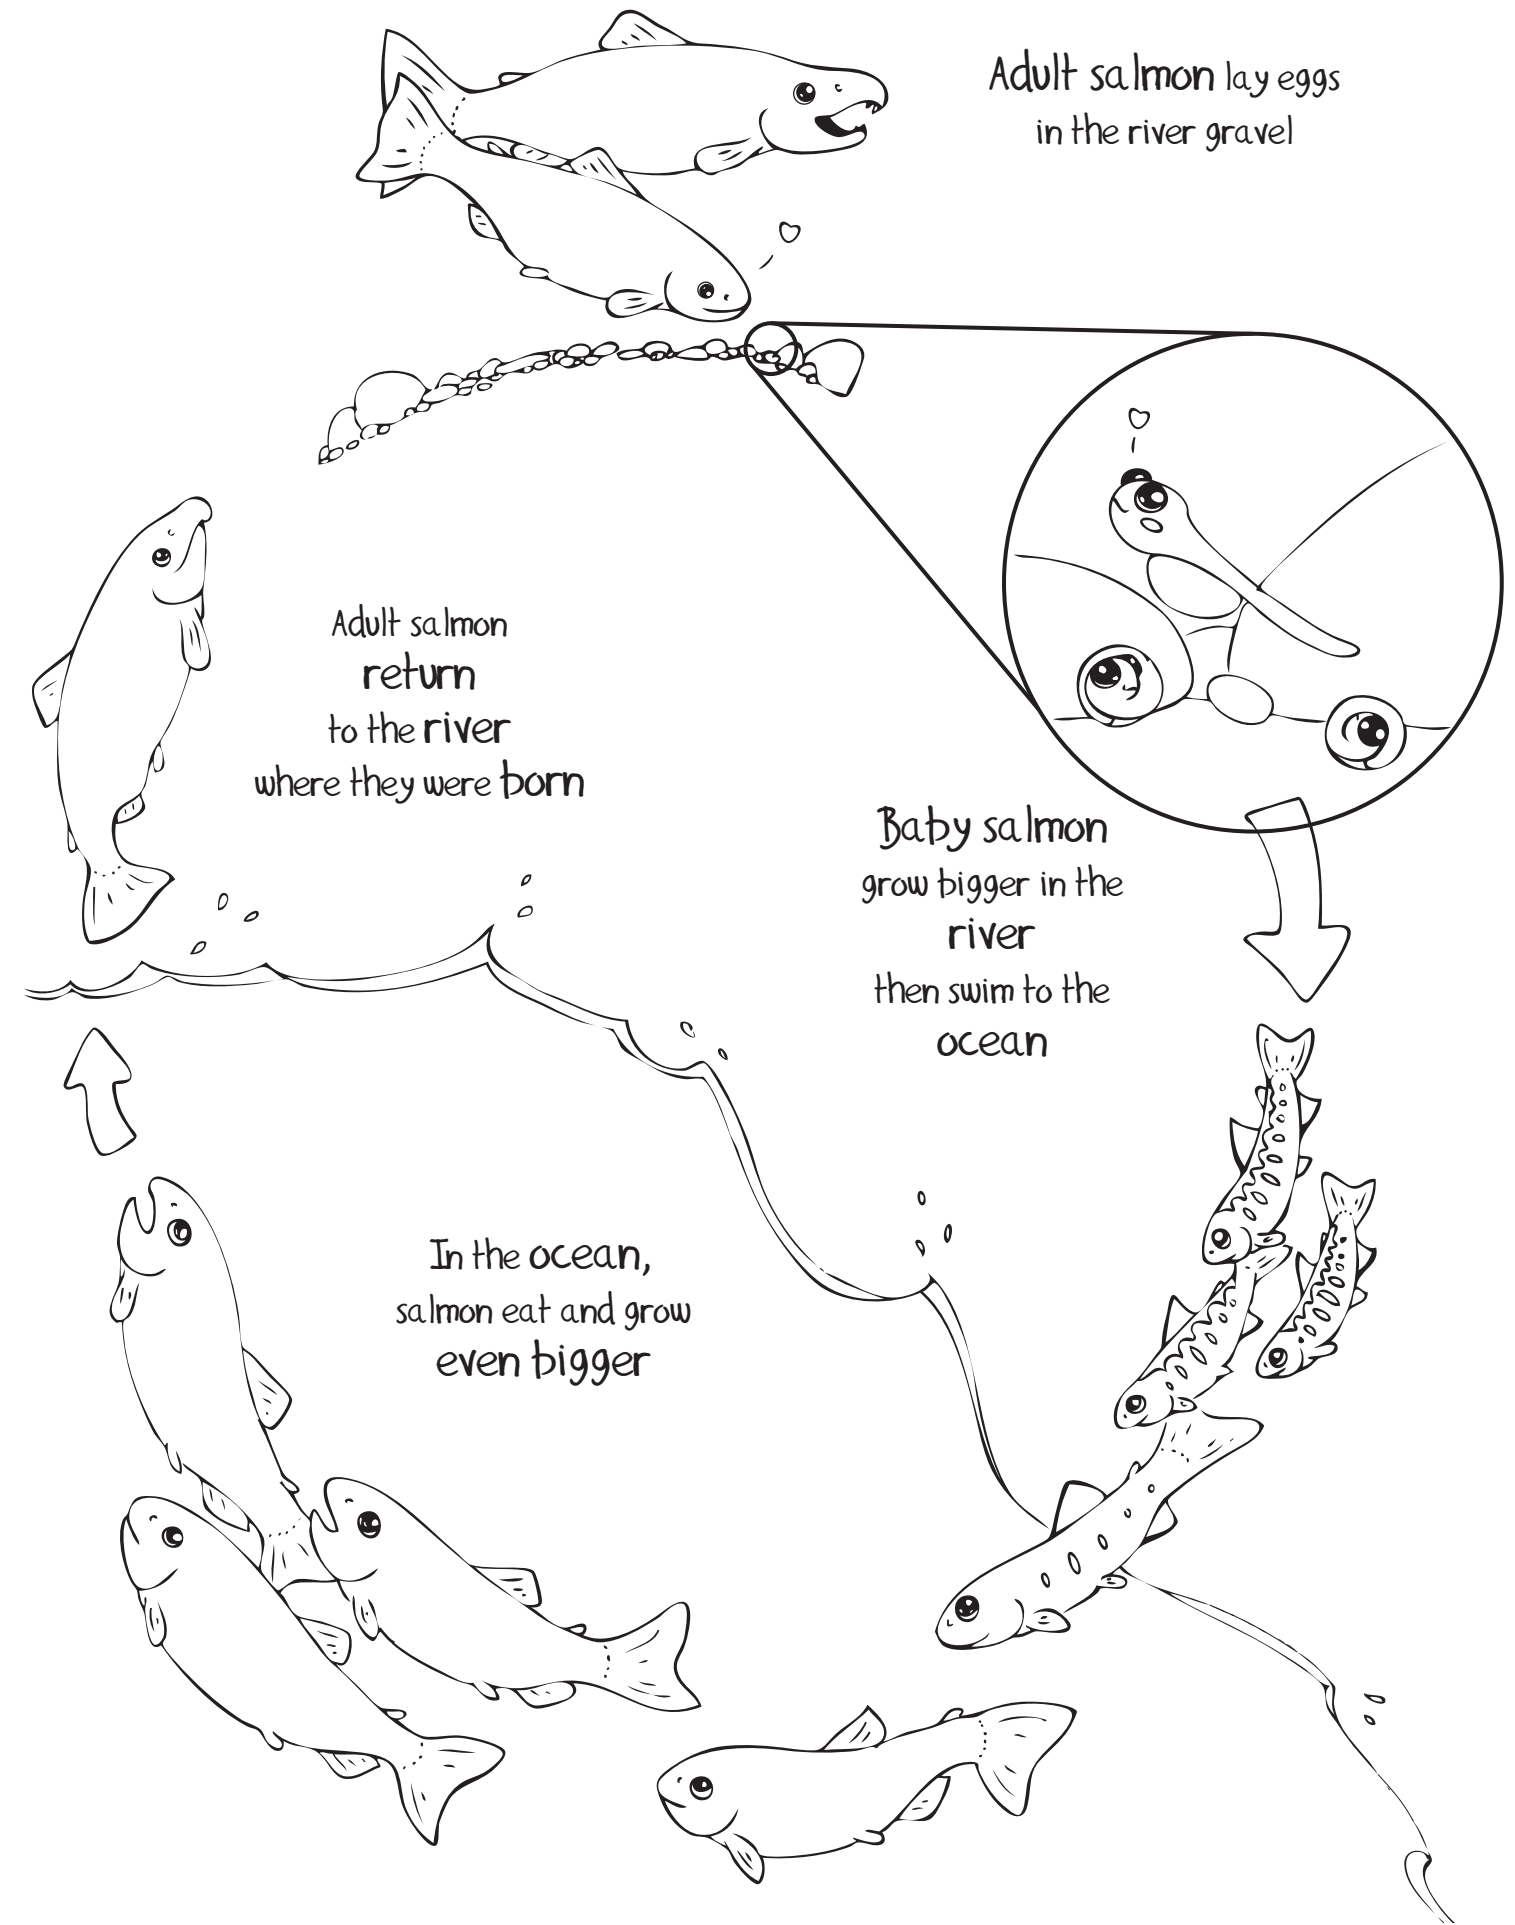 Adult salmon lay eggs
in the river gravel
Adult salmon
return
to the river
where they were born
Baby salmon
grow bigger in the
river
then swim to the
ocean
In the ocean,
salmon eat and grow
even bigger